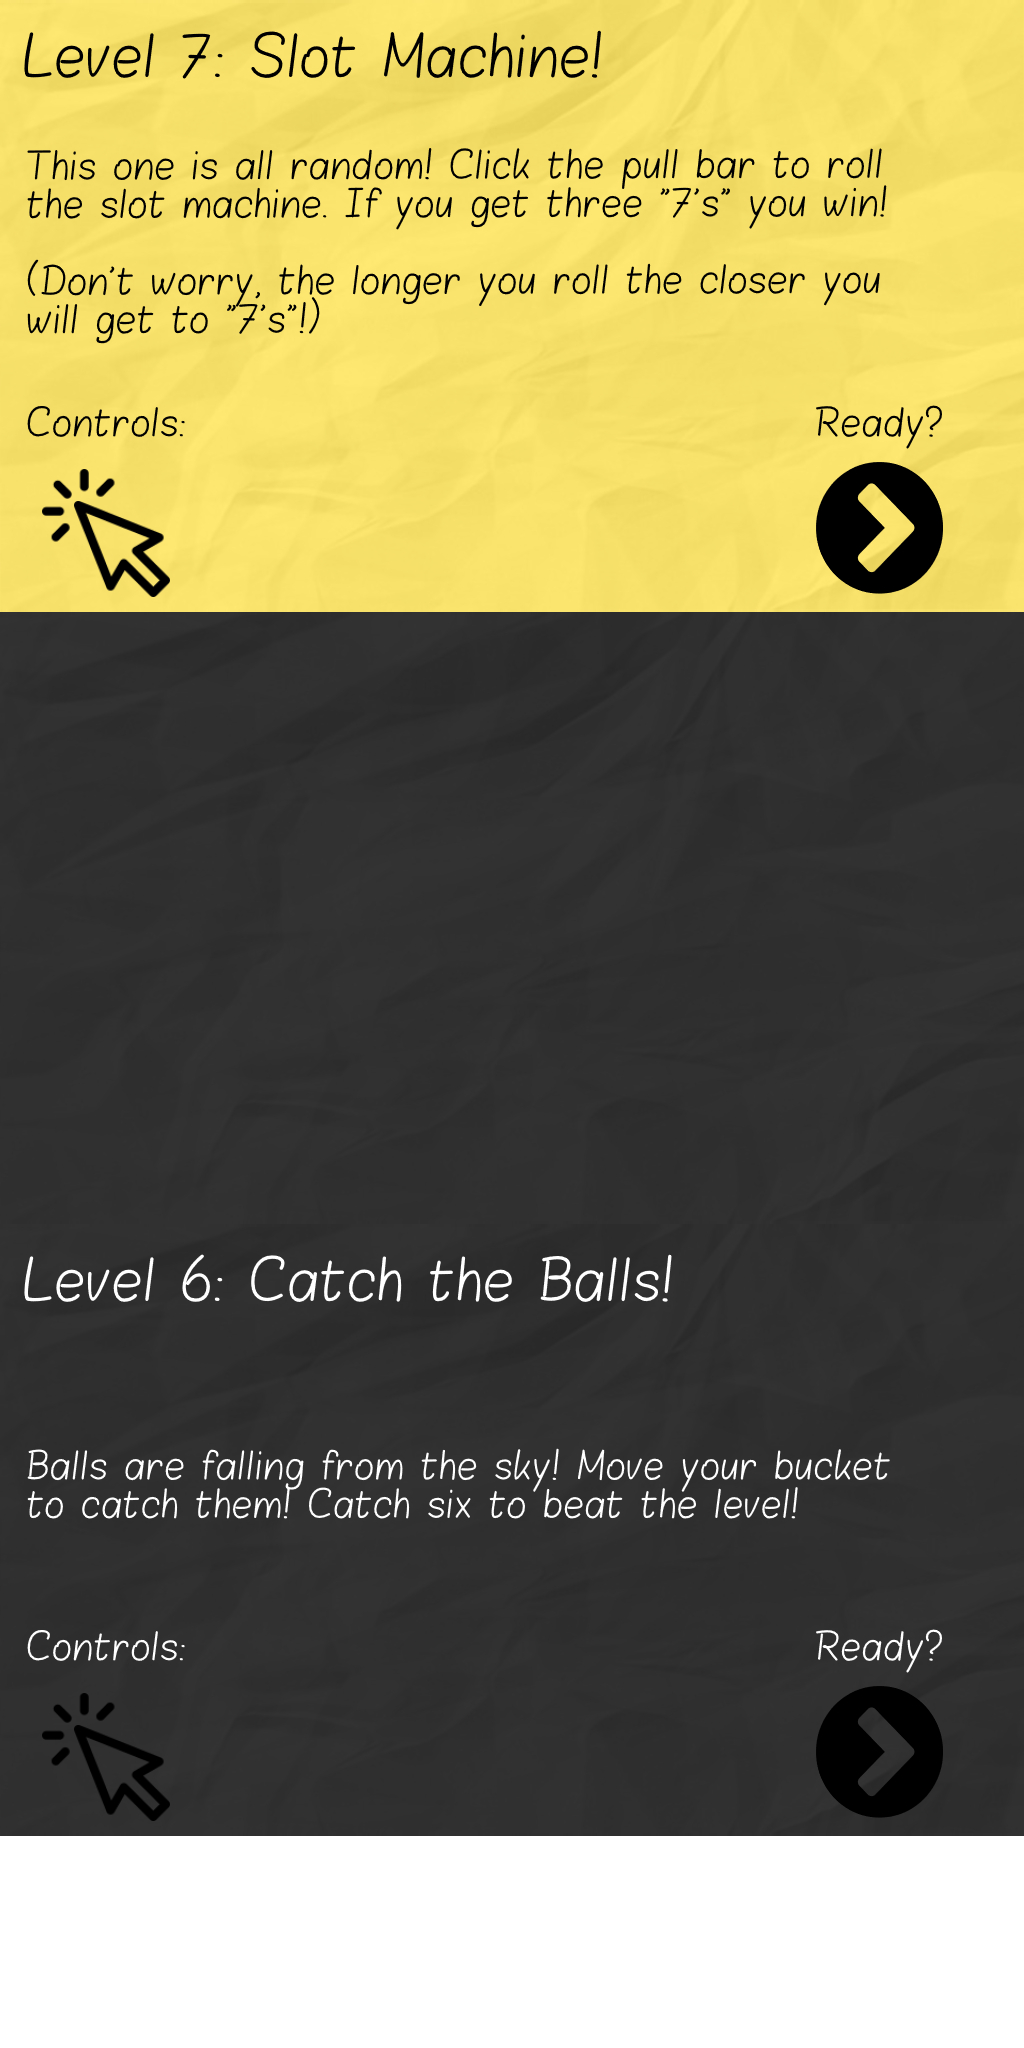 Level 7: Slot Machine!
This one is all random! Click the pull bar to roll
the slot machine. If you get three "7's" you win!
(Don't worry, the longer you roll the closer you
will get to "7's"!)
Controls:
Ready?
Level 6: Catch the Balls!
Balls are falling from the sky! Move your bucket
to catch them! Catch six to beat the level!
Controls:
Ready?